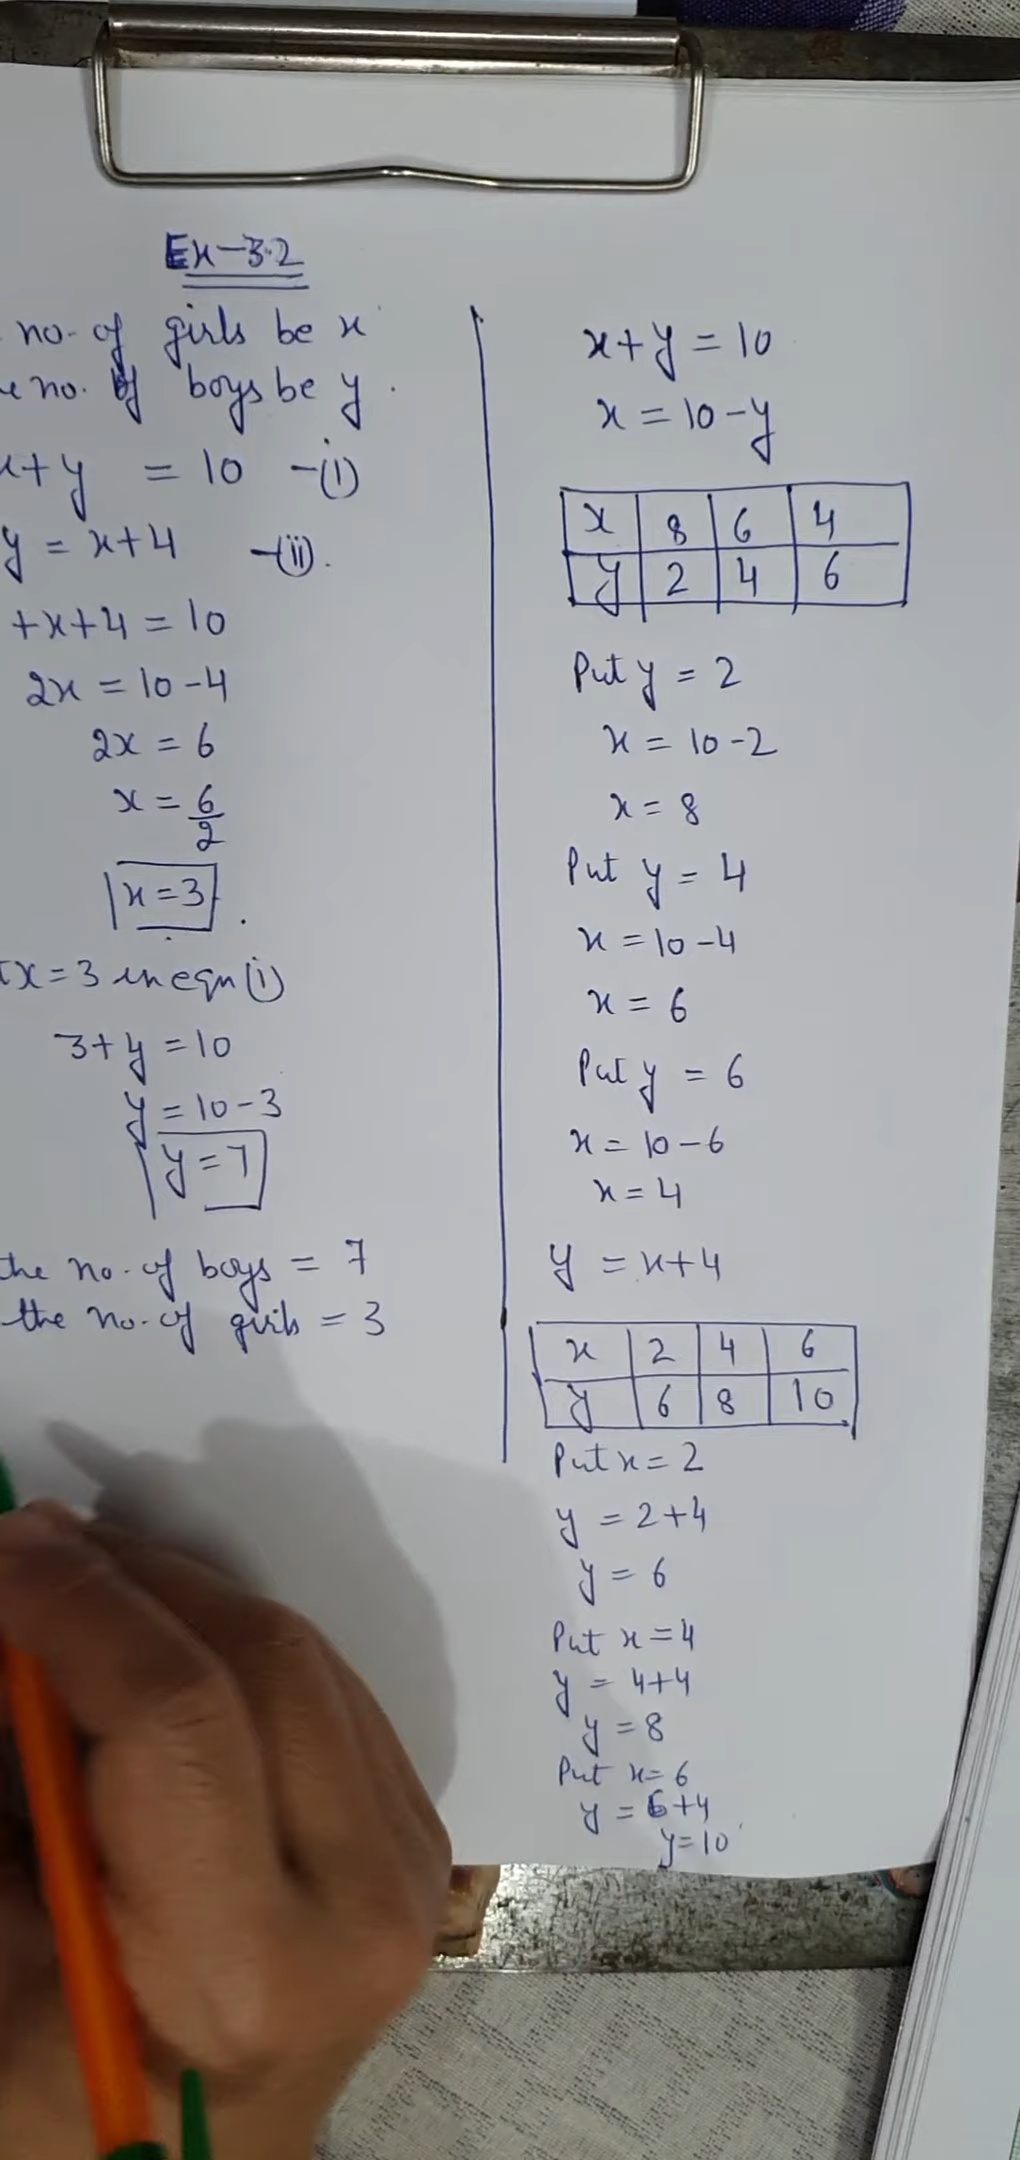 Ex-3.2
no. of girls be x
no. of boys be y.
x+y = 10 -(i)
y = x+4 -(ii).
+x+4 = 10
2x = 10-4
2x = 6
x = 6/2
x = 3
x = 3 in eqn (i)
3+y = 10
y = 10-3
y = 7
the no. of boys = 7
the no. of girls = 3
x+y = 10
x = 10-y
x 8 6 4
y 2 4 6
Put y = 2
x = 10-2
x = 8
Put y = 4
x = 10-4
x = 6
Put y = 6
x = 10-6
x = 4
y = x+4
x 2 4 6
y 6 8 10
Put x = 2
y = 2+4
y = 6
Put x = 4
y = 4+4
y = 8
Put x = 6
y = 6+4
y = 10